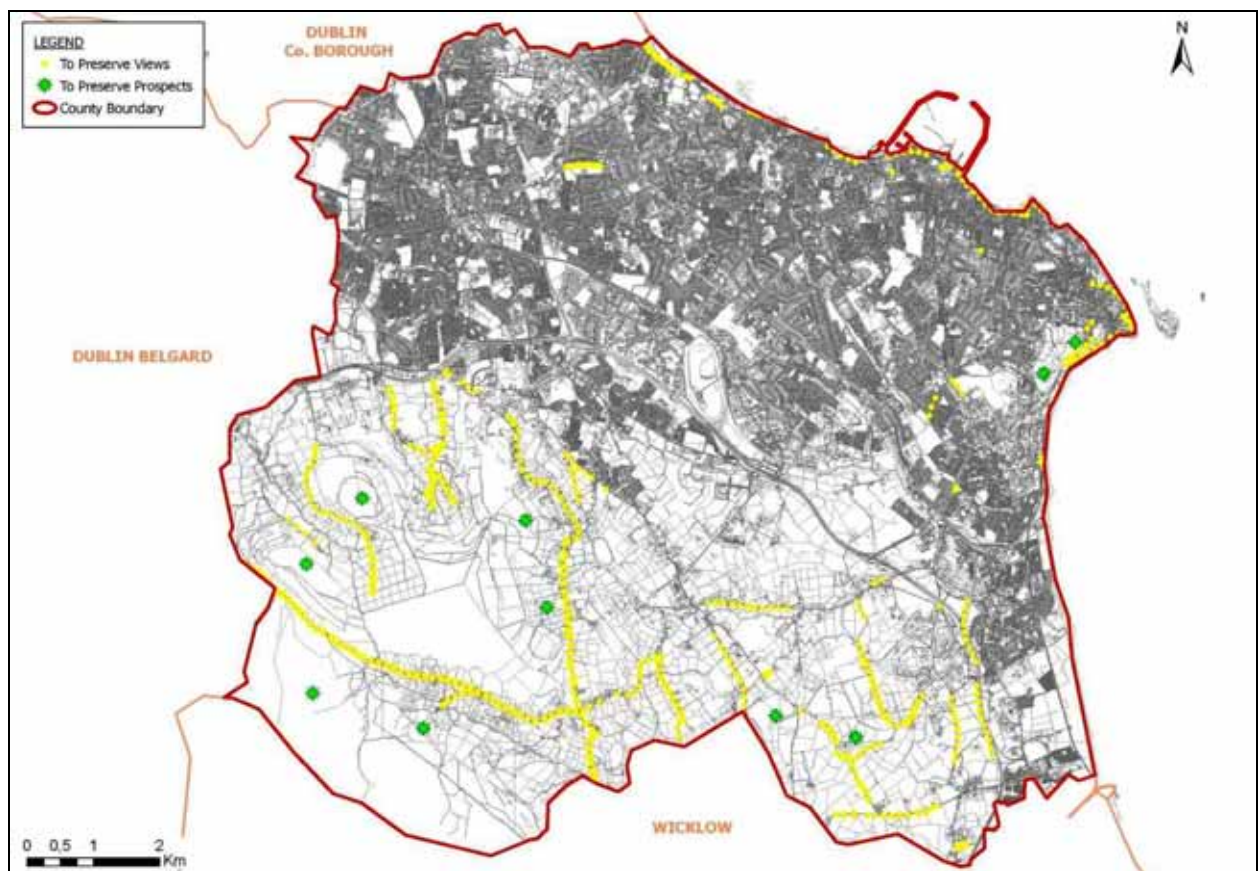 DUBLIN
Co. BOROUGH
LEGEND
To Preserve Views
To Preserve Prospects
County Boundary
N
DUBLIN BELGARD
WICKLOW
0 0,5 1 2
Km